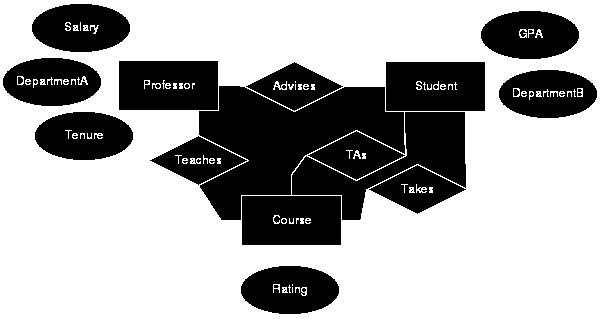 Salary
GPA
DepartmentA
Professor
Advises
Student
DepartmentB
Tenure
Teaches
TAs
Takes
Course
Rating